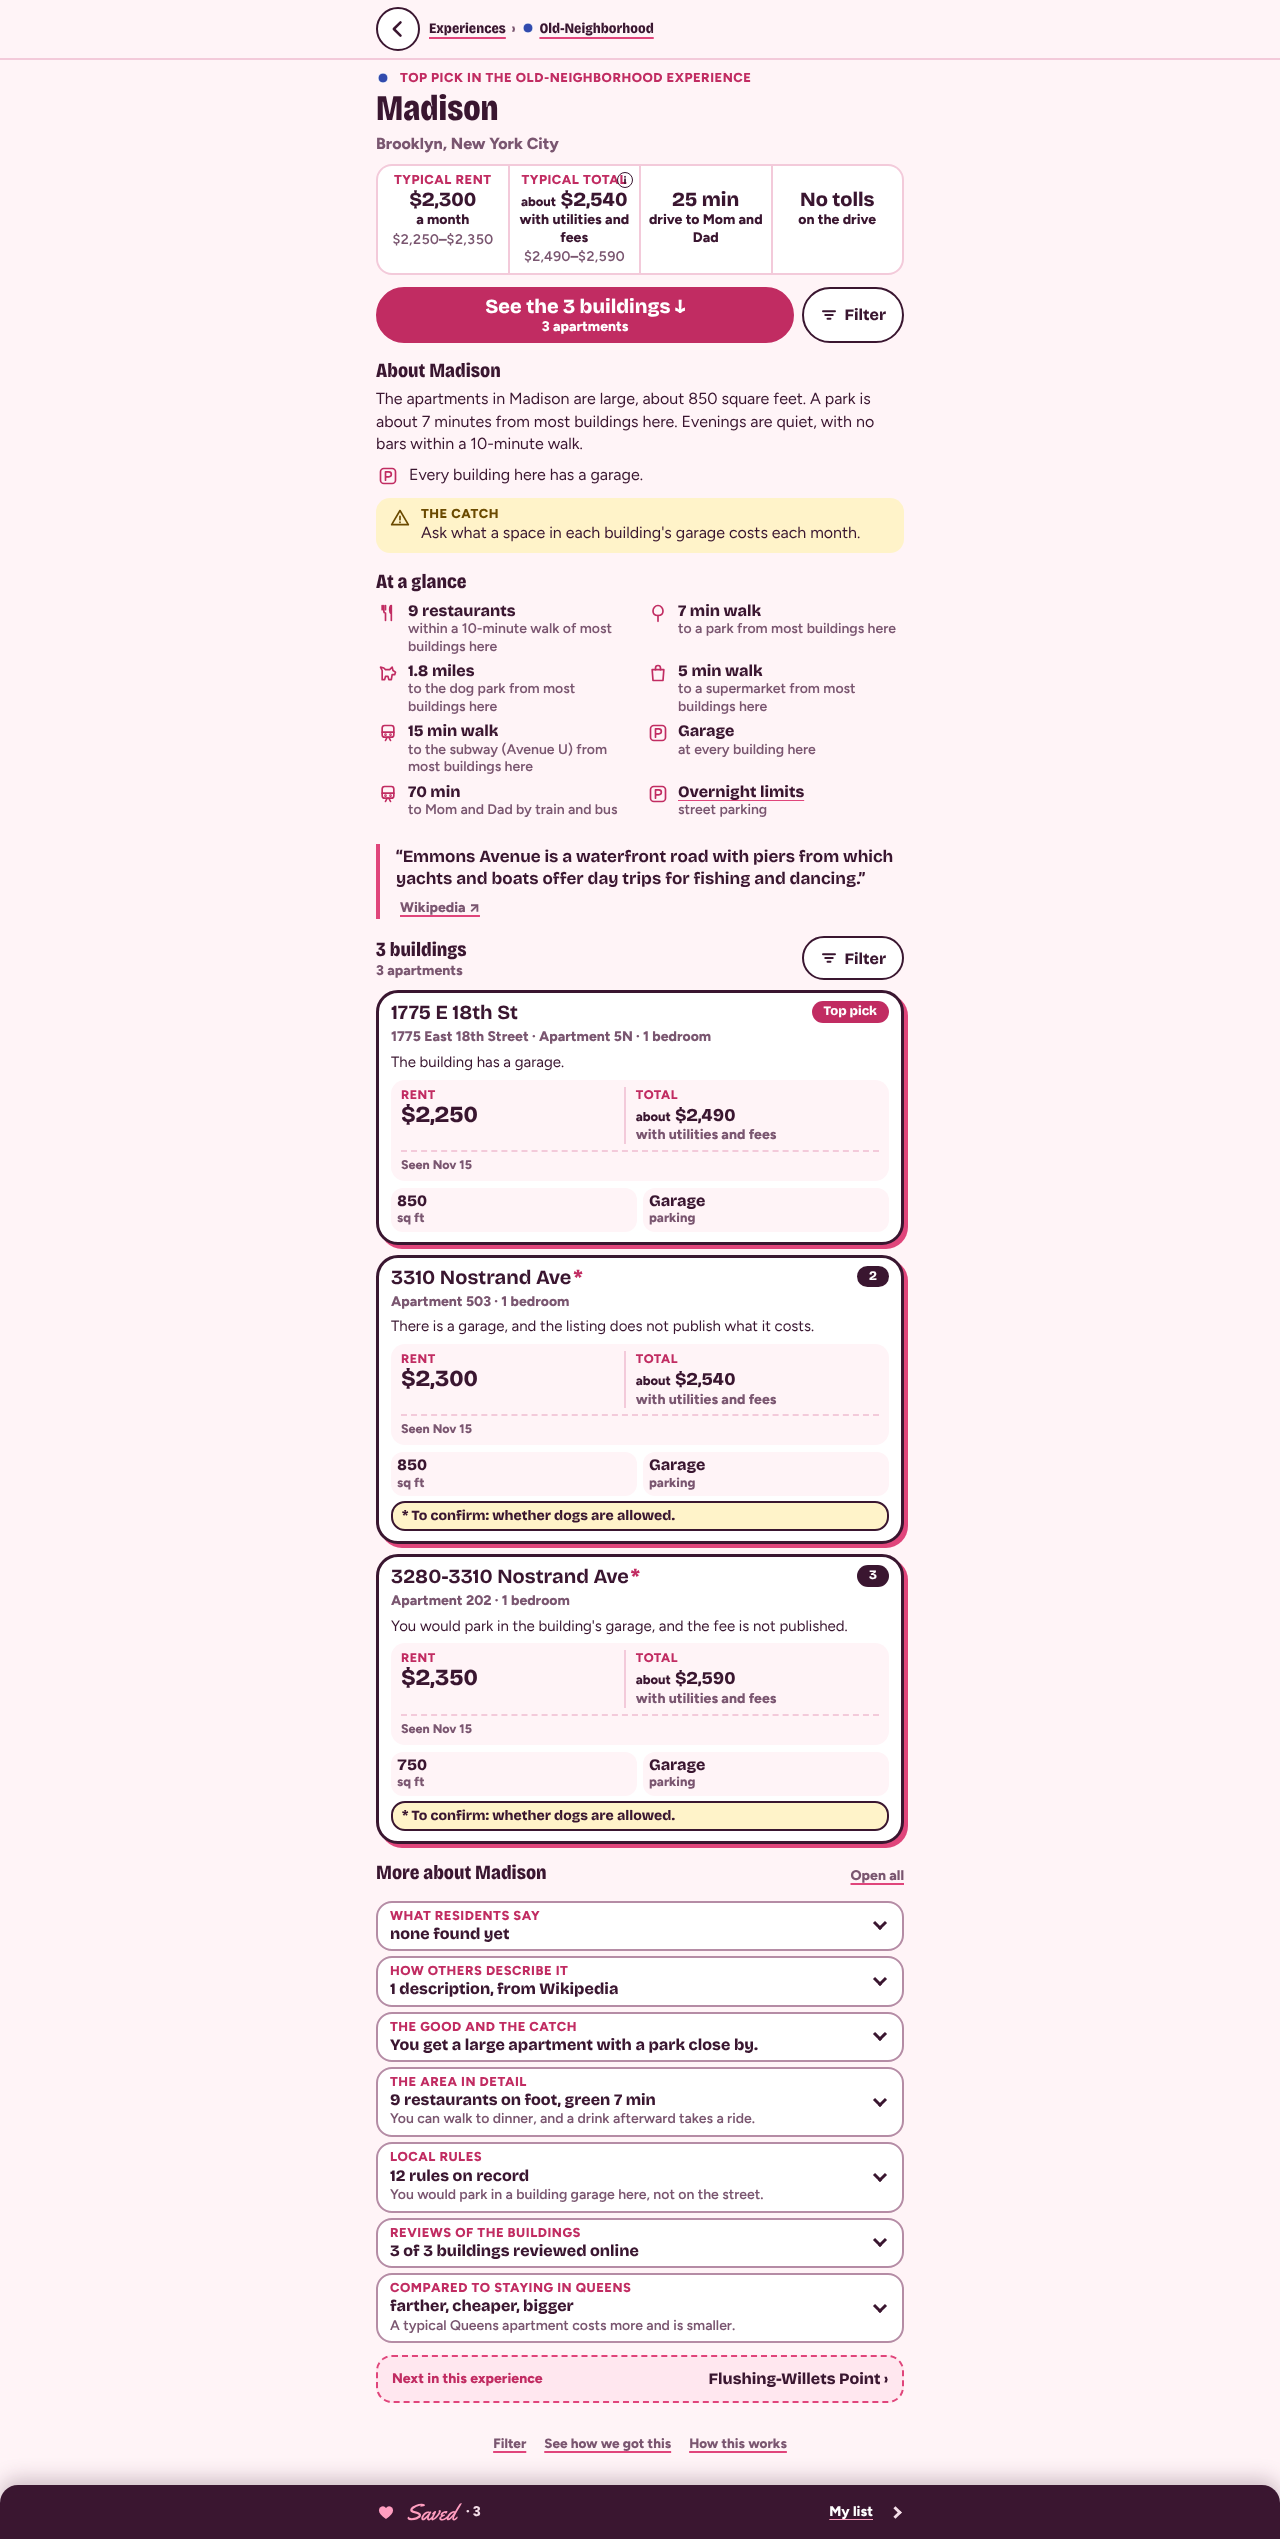 Experiences › Old-Neighborhood
TOP PICK IN THE OLD-NEIGHBORHOOD EXPERIENCE
Madison
Brooklyn, New York City
TYPICAL RENT
$2,300
a month
$2,250–$2,350
TYPICAL TOTAL
about $2,540
with utilities and
fees
$2,490–$2,590
25 min
drive to Mom and
Dad
No tolls
on the drive
See the 3 buildings ↓
3 apartments
Filter
About Madison
The apartments in Madison are large, about 850 square feet. A park is
about 7 minutes from most buildings here. Evenings are quiet, with no
bars within a 10-minute walk.
Every building here has a garage.
THE CATCH
Ask what a space in each building's garage costs each month.
At a glance
9 restaurants
within a 10-minute walk of most
buildings here
7 min walk
to a park from most buildings here
1.8 miles
to the dog park from most
buildings here
5 min walk
to a supermarket from most
buildings here
15 min walk
to the subway (Avenue U) from
most buildings here
Garage
at every building here
70 min
to Mom and Dad by train and bus
Overnight limits
street parking
“Emmons Avenue is a waterfront road with piers from which
yachts and boats offer day trips for fishing and dancing.”
Wikipedia ↗
3 buildings
3 apartments
Filter
1775 E 18th St
Top pick
1775 East 18th Street · Apartment 5N · 1 bedroom
The building has a garage.
RENT
$2,250
TOTAL
about $2,490
with utilities and fees
Seen Nov 15
850
sq ft
Garage
parking
3310 Nostrand Ave*
2
Apartment 503 · 1 bedroom
There is a garage, and the listing does not publish what it costs.
RENT
$2,300
TOTAL
about $2,540
with utilities and fees
Seen Nov 15
850
sq ft
Garage
parking
* To confirm: whether dogs are allowed.
3280-3310 Nostrand Ave*
3
Apartment 202 · 1 bedroom
You would park in the building's garage, and the fee is not published.
RENT
$2,350
TOTAL
about $2,590
with utilities and fees
Seen Nov 15
750
sq ft
Garage
parking
* To confirm: whether dogs are allowed.
More about Madison
Open all
WHAT RESIDENTS SAY
none found yet
HOW OTHERS DESCRIBE IT
1 description, from Wikipedia
THE GOOD AND THE CATCH
You get a large apartment with a park close by.
THE AREA IN DETAIL
9 restaurants on foot, green 7 min
You can walk to dinner, and a drink afterward takes a ride.
LOCAL RULES
12 rules on record
You would park in a building garage here, not on the street.
REVIEWS OF THE BUILDINGS
3 of 3 buildings reviewed online
COMPARED TO STAYING IN QUEENS
farther, cheaper, bigger
A typical Queens apartment costs more and is smaller.
Next in this experience
Flushing-Willets Point ›
Filter
See how we got this
How this works
Saved · 3
My list